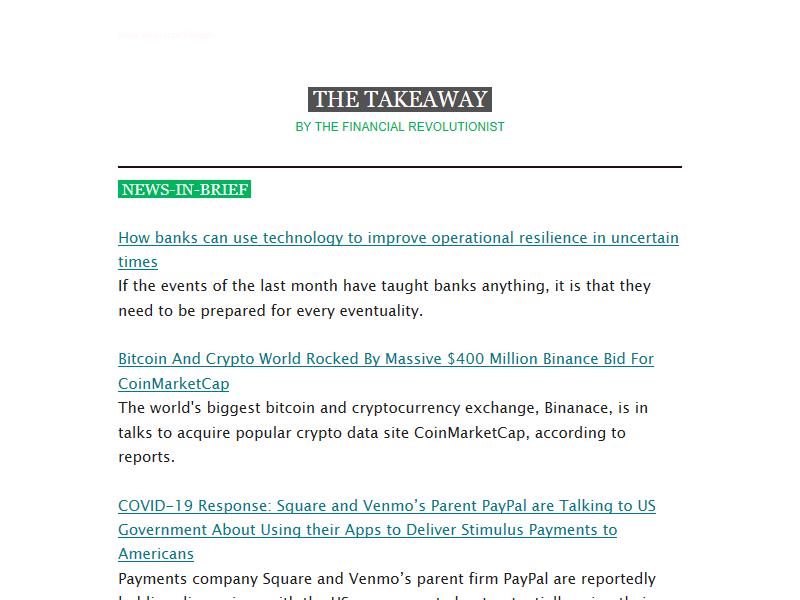 THE TAKEAWAY
BY THE FINANCIAL REVOLUTIONIST
NEWS-IN-BRIEF
How banks can use technology to improve operational resilience in uncertain
times
If the events of the last month have taught banks anything, it is that they
need to be prepared for every eventuality.
Bitcoin And Crypto World Rocked By Massive $400 Million Binance Bid For
CoinMarketCap
The world's biggest bitcoin and cryptocurrency exchange, Binanace, is in
talks to acquire popular crypto data site CoinMarketCap, according to
reports.
COVID-19 Response: Square and Venmo’s Parent PayPal are Talking to US
Government About Using their Apps to Deliver Stimulus Payments to
Americans
Payments company Square and Venmo’s parent firm PayPal are reportedly